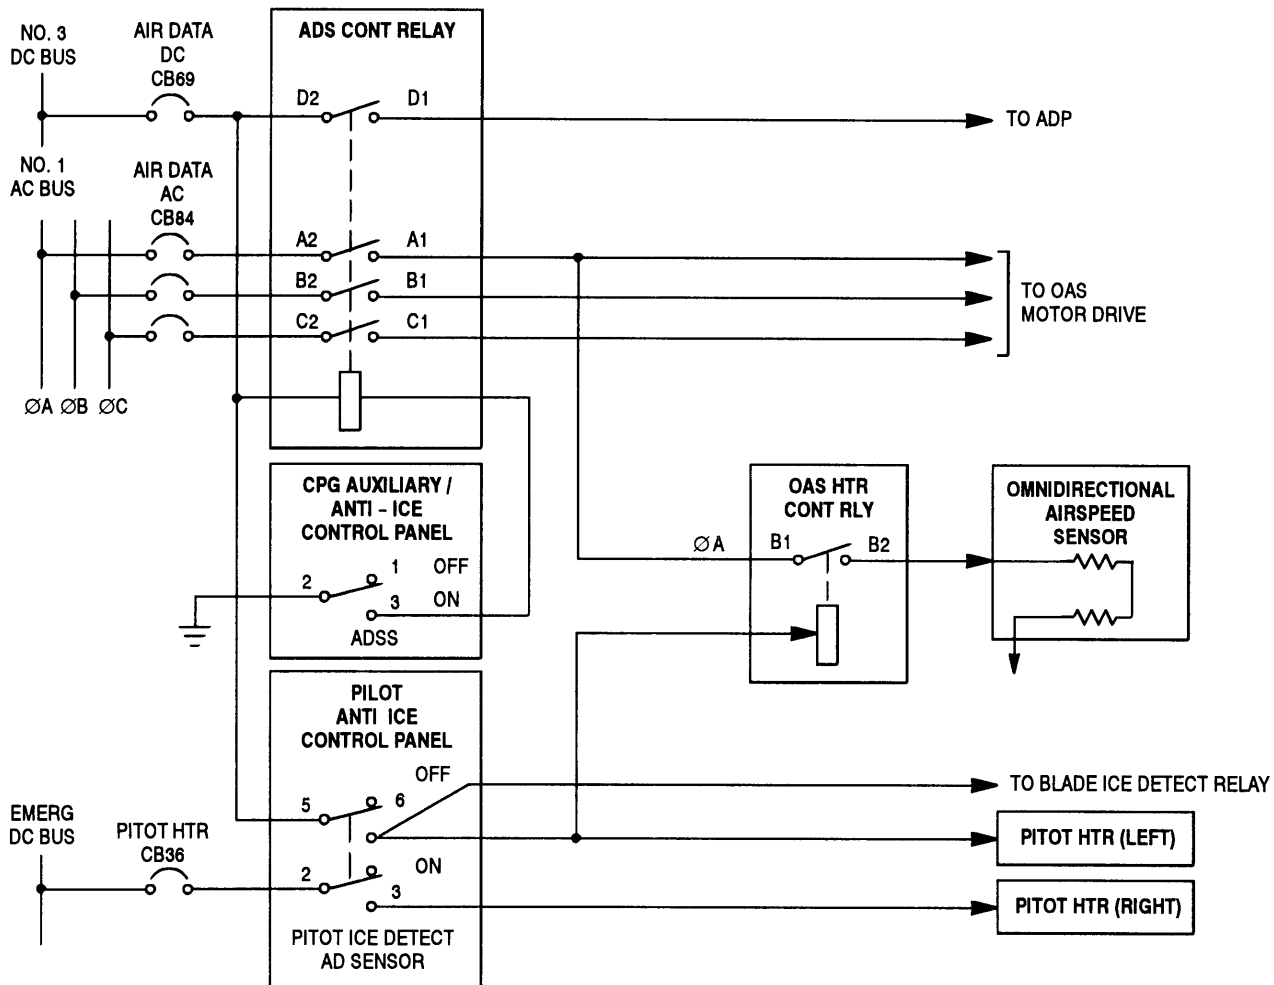 NO. 3
DC BUS
AIR DATA
DC
CB69
ADS CONT RELAY
D2
D1
TO ADP
NO. 1
AC BUS
AIR DATA
AC
CB84
A2
A1
B2
B1
C2
C1
TO OAS
MOTOR DRIVE
ØA ØB ØC
CPG AUXILIARY /
ANTI – ICE
CONTROL PANEL
2
1
OFF
3
ON
ADSS
OAS HTR
CONT RLY
ØA
B1
B2
OMNIDIRECTIONAL
AIRSPEED
SENSOR
PILOT
ANTI ICE
CONTROL PANEL
OFF
5
6
TO BLADE ICE DETECT RELAY
EMERG
DC BUS
PITOT HTR
CB36
PITOT HTR (LEFT)
2
ON
3
PITOT HTR (RIGHT)
PITOT ICE DETECT
AD SENSOR